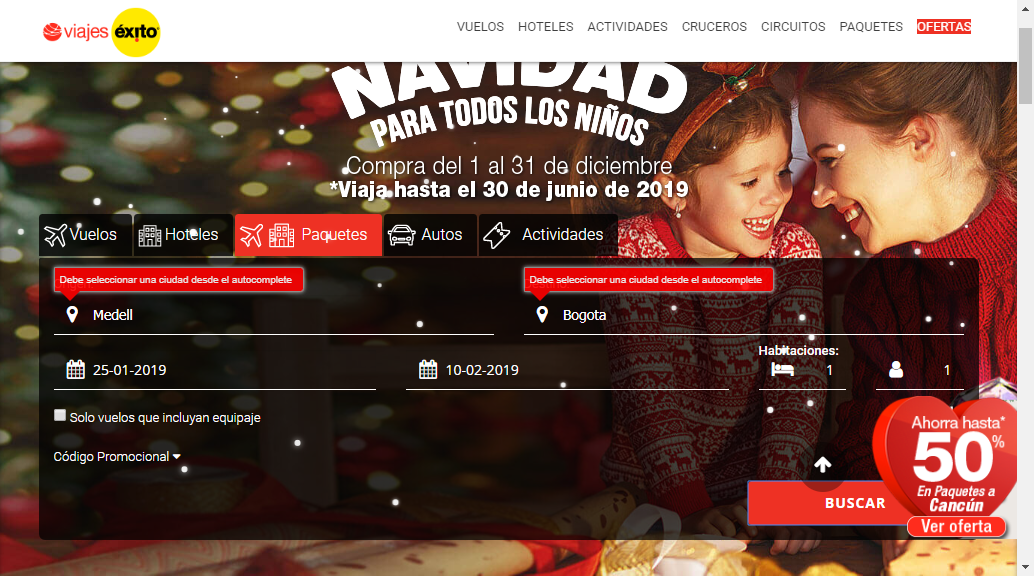 viajes éxito
VUELOS HOTELES ACTIVIDADES CRUCEROS CIRCUITOS PAQUETES OFERTAS
NAVIDAD
PARA TODOS LOS NIÑOS
Compra del 1 al 31 de diciembre
*Viaja hasta el 30 de junio de 2019
Vuelos Hoteles Paquetes Autos Actividades
Debe seleccionar una ciudad desde el autocomplete Debe seleccionar una ciudad desde el autocomplete
Medell Bogota
Habitaciones:
25-01-2019 10-02-2019 1 1
Solo vuelos que incluyan equipaje
Código Promocional
BUSCAR
Ahorra hasta*
50%
En Paquetes a
Cancún
Ver oferta